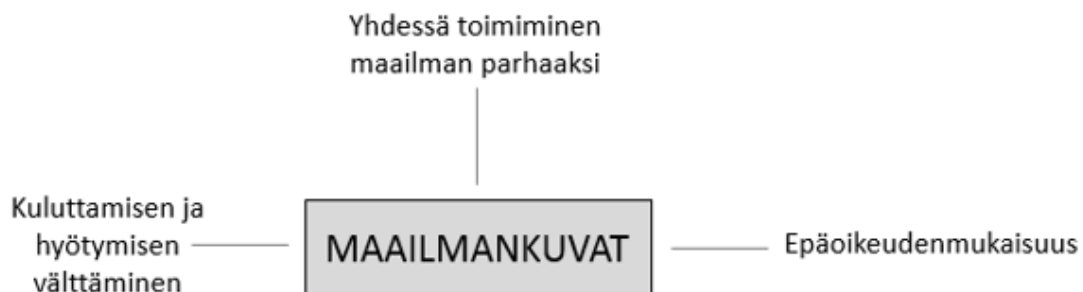 Yhdessä toimiminen
maailman parhaaksi
Kuluttamisen ja
hyötymisen
välttäminen
MAAILMANKUVAT
Epäoikeudenmukaisuus